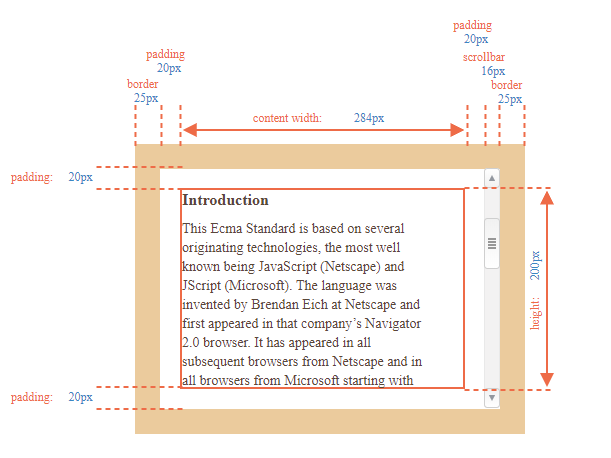 padding
20px
padding
20px
scrollbar
16px
border
25px
border
25px
content width: 284px
padding: 20px
Introduction
This Ecma Standard is based on several
originating technologies, the most well
known being JavaScript (Netscape) and
JScript (Microsoft). The language was
invented by Brendan Eich at Netscape and
first appeared in that company’s Navigator
2.0 browser. It has appeared in all
subsequent browsers from Netscape and in
all browsers from Microsoft starting with
height: 200px
padding: 20px